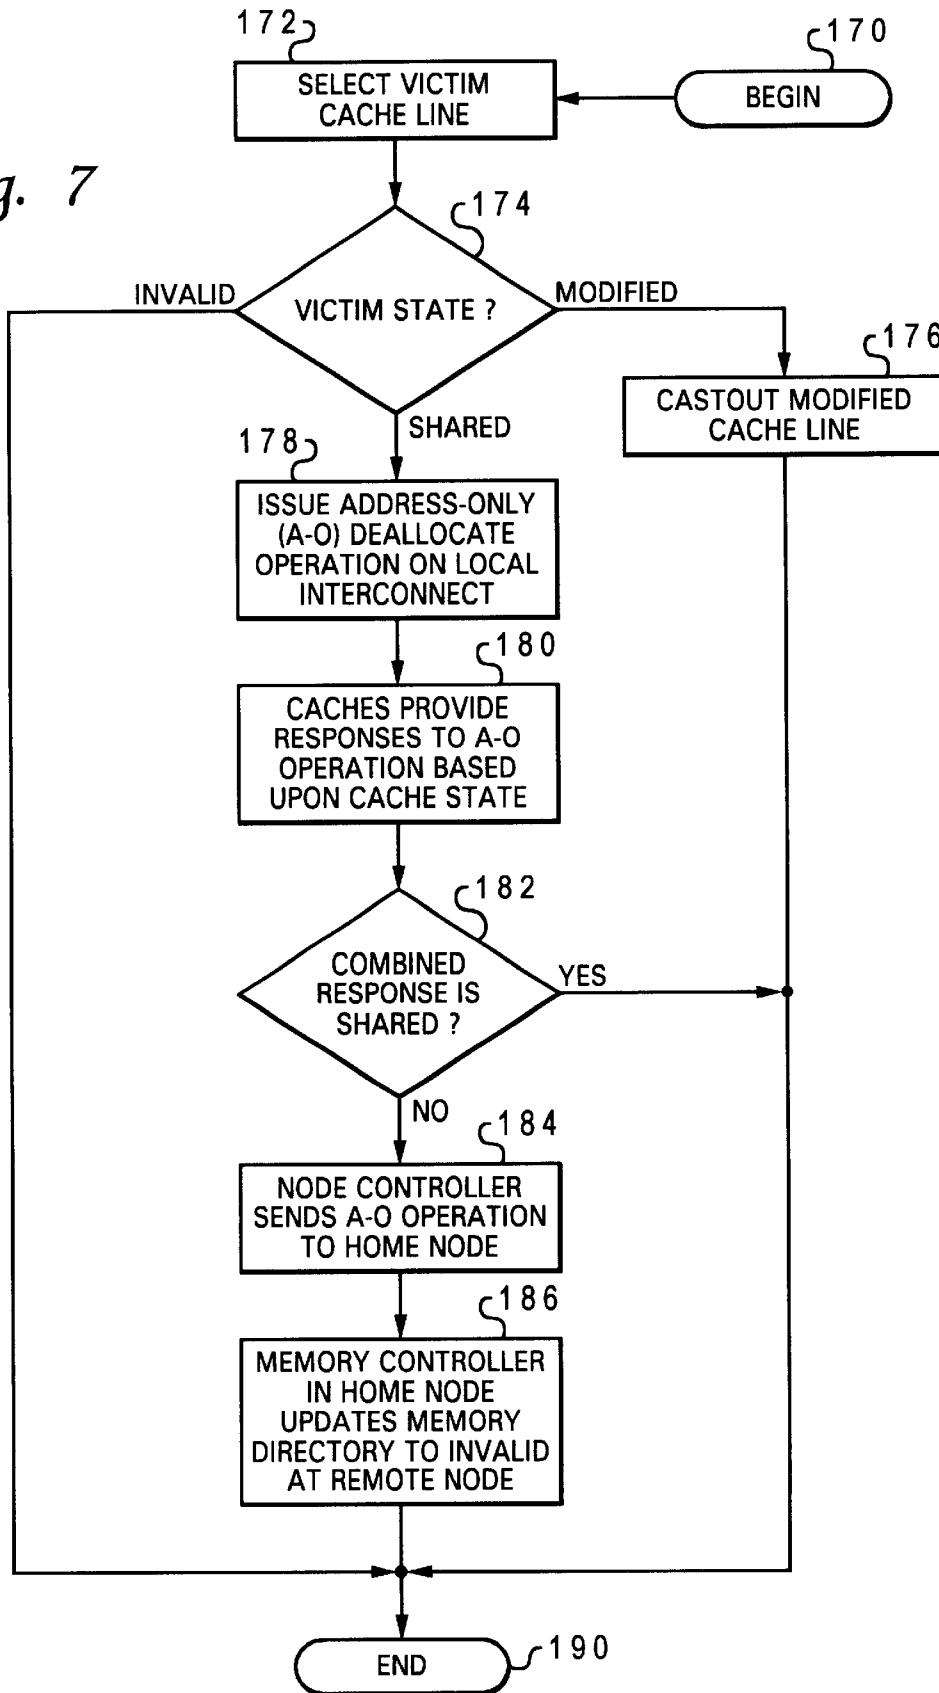 172
170
SELECT VICTIM
CACHE LINE
BEGIN
g. 7
174
INVALID
VICTIM STATE ?
MODIFIED
176
CASTOUT MODIFIED
CACHE LINE
SHARED
178
ISSUE ADDRESS-ONLY
(A-O) DEALLOCATE
OPERATION ON LOCAL
INTERCONNECT
180
CACHES PROVIDE
RESPONSES TO A-O
OPERATION BASED
UPON CACHE STATE
182
COMBINED
RESPONSE IS
SHARED ?
YES
NO
184
NODE CONTROLLER
SENDS A-O OPERATION
TO HOME NODE
186
MEMORY CONTROLLER
IN HOME NODE
UPDATES MEMORY
DIRECTORY TO INVALID
AT REMOTE NODE
END
190